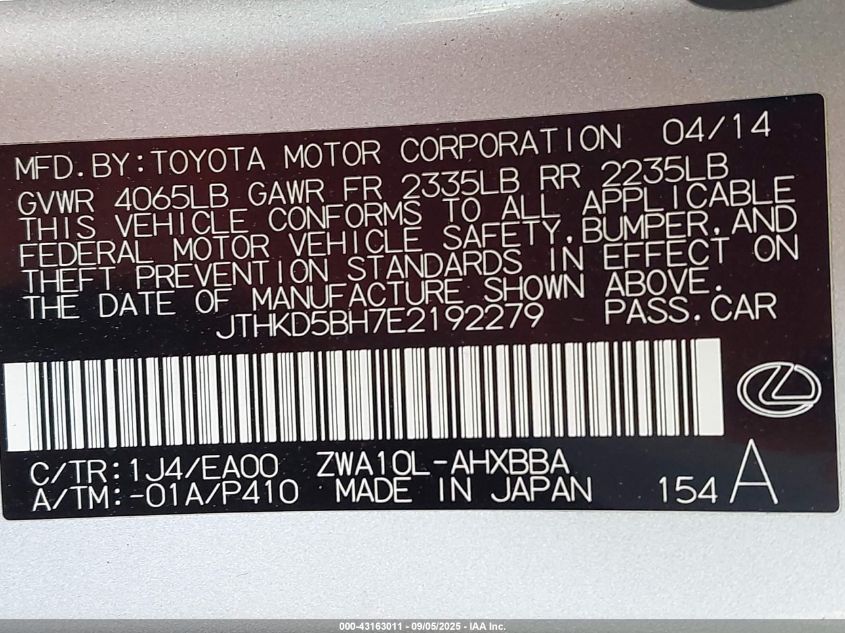 MFD. BY: TOYOTA MOTOR CORPORATION 04/14
GVWR 4065LB GAWR FR 2335LB RR 2235LB
THIS VEHICLE CONFORMS TO ALL APPLICABLE
FEDERAL MOTOR VEHICLE SAFETY, BUMPER, AND
THEFT PREVENTION STANDARDS IN EFFECT ON
THE DATE OF MANUFACTURE SHOWN ABOVE.
JTHKD5BH7E2192279 PASS. CAR
C/TR: 1J4/EA00 ZWA10L-AHXBBA
A/TM: -01A/P410 MADE IN JAPAN 154 A
000-43163011 - 09/05/2025 - IAA Inc.